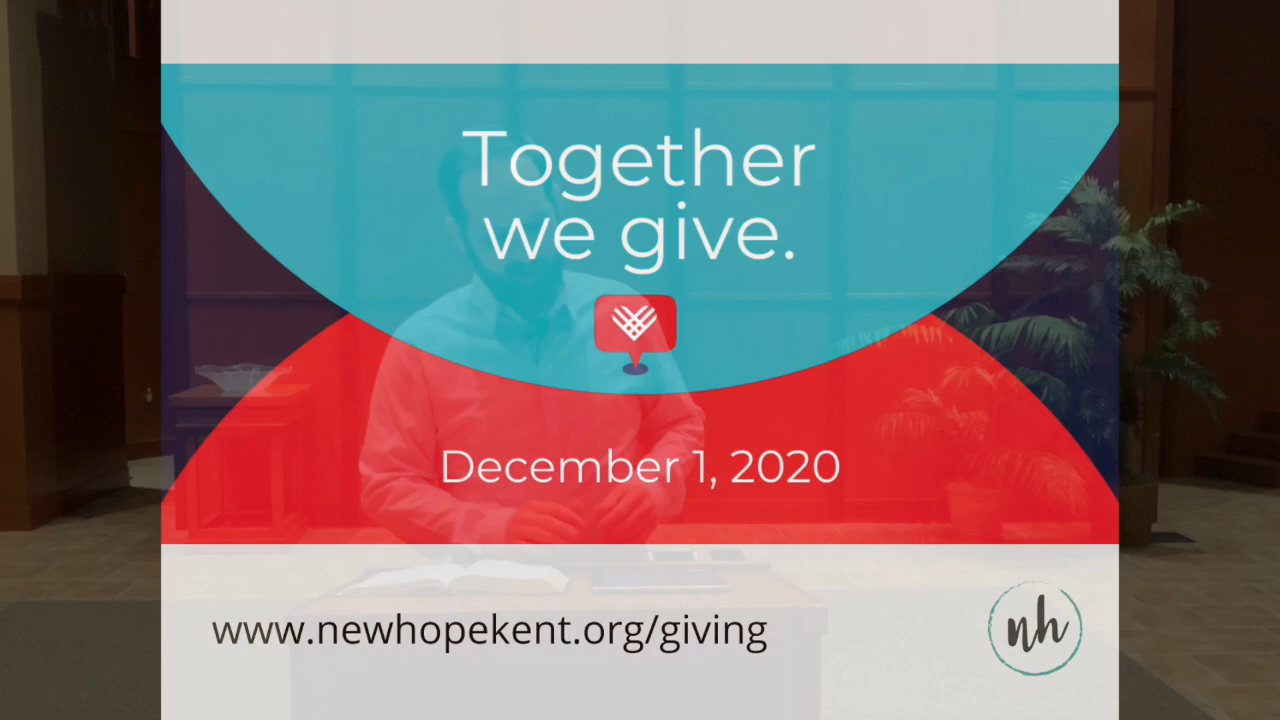 Together
we give.
December 1, 2020
www.newhopekent.org/giving
nh